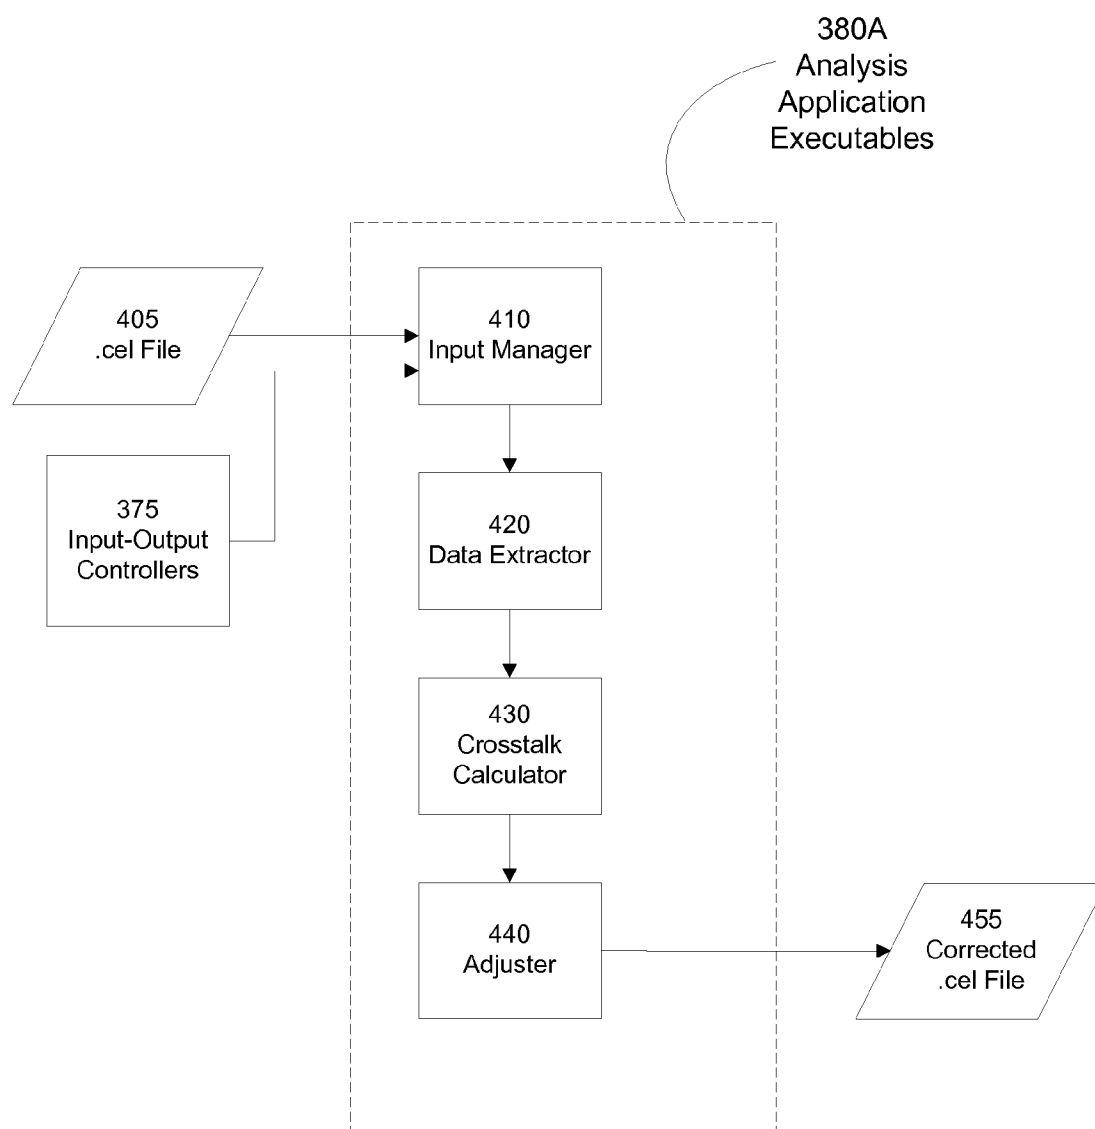 380A
Analysis
Application
Executables
405
.cel File
410
Input Manager
375
Input-Output
Controllers
420
Data Extractor
430
Crosstalk
Calculator
440
Adjuster
455
Corrected
.cel File